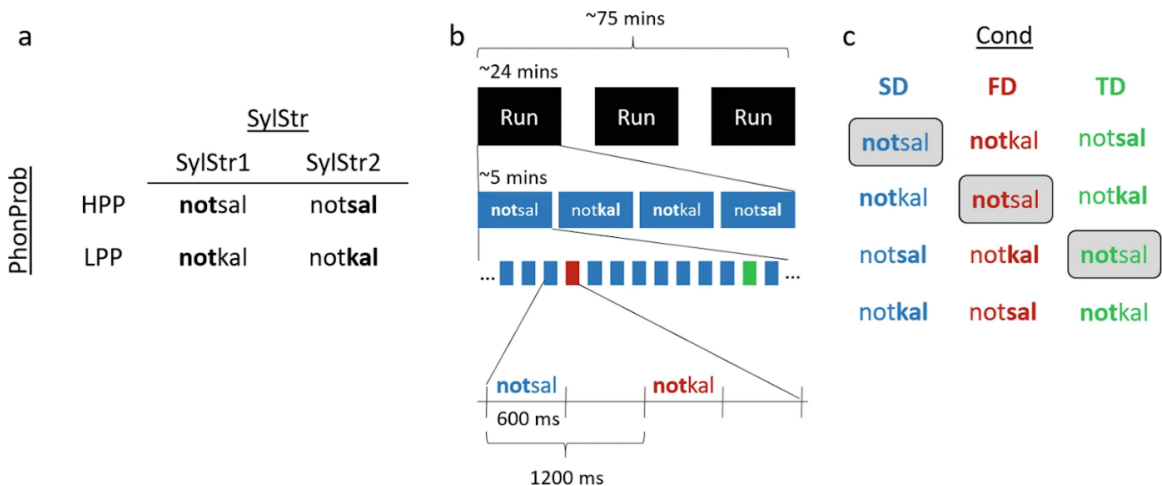 a
SylStr
SylStr1 SylStr2
PhonProb
HPP notsal notsal
LPP notkal notkal
b
~75 mins
~24 mins
Run Run Run
~5 mins
notsal notkal notkal notsal
... ...
notsal notkal
600 ms
1200 ms
c
Cond
SD FD TD
notsal notkal notsal
notkal notsal notkal
notsal notkal notsal
notkal notsal notkal